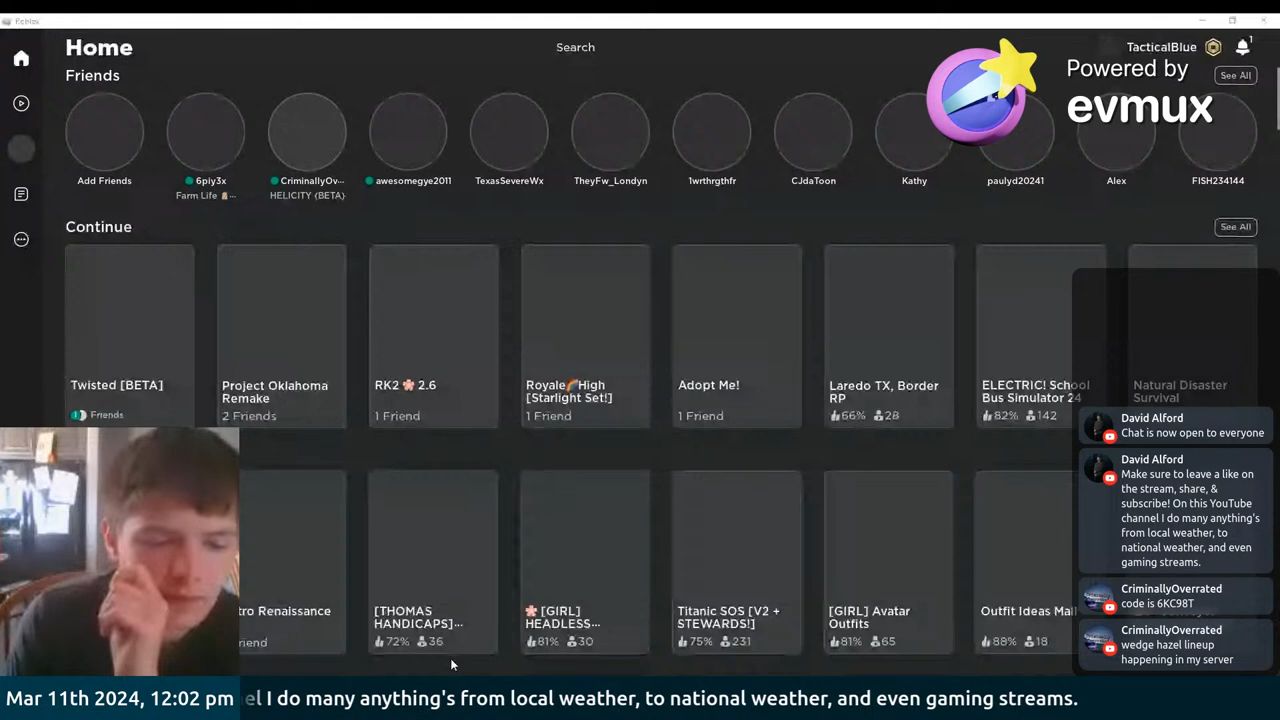 Roblox
Home
Search
TacticalBlue
1
Powered by
evmux
Friends
See All
Add Friends
6piy3x
CriminallyOv...
awesomegye2011
TexasSevereWx
TheyFw_Londyn
1wrthrgthfr
CJdaToon
Kathy
paulyd20241
Alex
FISH234144
Farm Life
HELICITY (BETA)
Continue
See All
Twisted [BETA]
Friends
Project Oklahoma
Remake
2 Friends
RK2 🌸 2.6
1 Friend
Royale🌈High
[Starlight Set!]
1 Friend
Adopt Me!
1 Friend
Laredo TX, Border
RP
66% 28
ELECTRIC! School
Bus Simulator 24
82% 142
Natural Disaster
Survival
tro Renaissance
riend
[THOMAS
HANDICAPS]...
72% 36
🌸 [GIRL]
HEADLESS...
81% 30
Titanic SOS [V2 +
STEWARDS!]
75% 231
[GIRL] Avatar
Outfits
81% 65
Outfit Ideas Mal
88% 18
David Alford
Chat is now open to everyone
David Alford
Make sure to leave a like on
the stream, share, &
subscribe! On this YouTube
channel I do many anything's
from local weather, to
national weather, and even
gaming streams.
CriminallyOverrated
code is 6KC98T
CriminallyOverrated
wedge hazel lineup
happening in my server
Mar 11th 2024, 12:02 pm
el I do many anything's from local weather, to national weather, and even gaming streams.